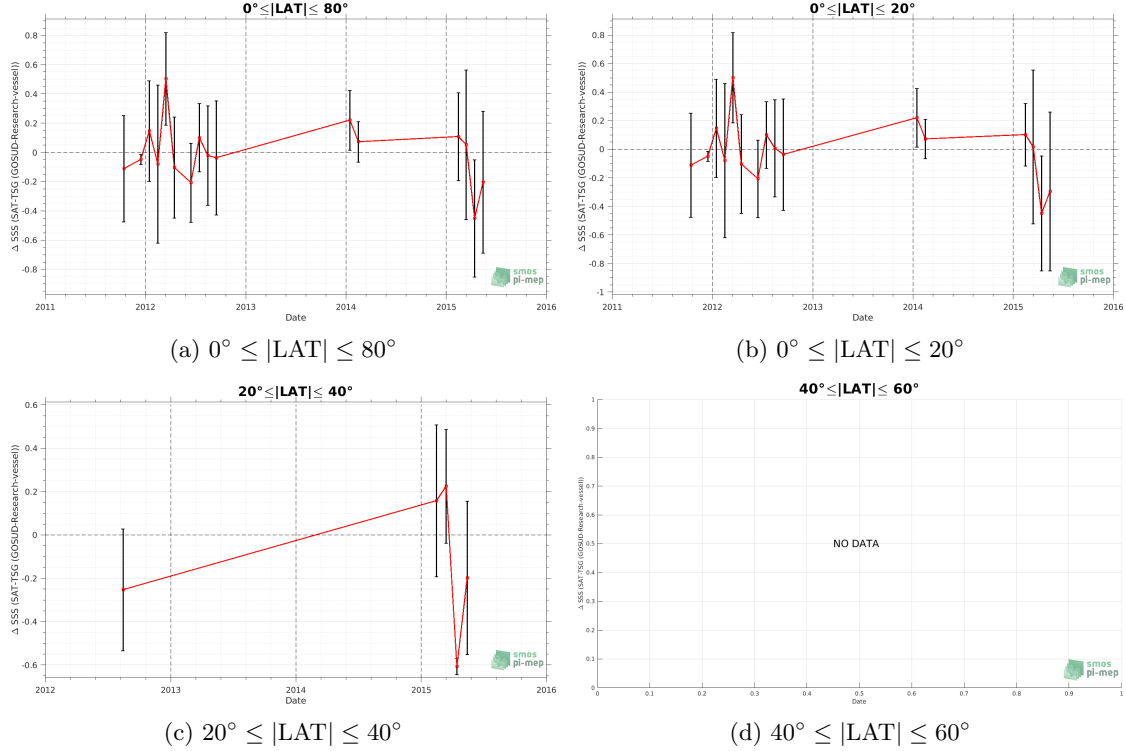 0°≤|LAT|≤ 80°
Δ SSS (SAT-TSG (GOSUD-Research-vessel))
0.8
0.6
0.4
0.2
0
-0.2
-0.4
-0.6
-0.8
2011
2012
2013
2014
2015
2016
Date
smos
pi-mep
(a) 0° ≤ |LAT| ≤ 80°
0°≤|LAT|≤ 20°
Δ SSS (SAT-TSG (GOSUD-Research-vessel))
0.8
0.6
0.4
0.2
0
-0.2
-0.4
-0.6
-0.8
-1
2011
2012
2013
2014
2015
2016
Date
smos
pi-mep
(b) 0° ≤ |LAT| ≤ 20°
20°≤|LAT|≤ 40°
Δ SSS (SAT-TSG (GOSUD-Research-vessel))
0.6
0.4
0.2
0
-0.2
-0.4
-0.6
2012
2013
2014
2015
2016
Date
smos
pi-mep
(c) 20° ≤ |LAT| ≤ 40°
40°≤|LAT|≤ 60°
Δ SSS (SAT-TSG (GOSUD-Research-vessel))
1
0.9
0.8
0.7
0.6
0.5
0.4
0.3
0.2
0.1
0
NO DATA
0
0.1
0.2
0.3
0.4
0.5
0.6
0.7
0.8
0.9
1
Date
smos
pi-mep
(d) 40° ≤ |LAT| ≤ 60°